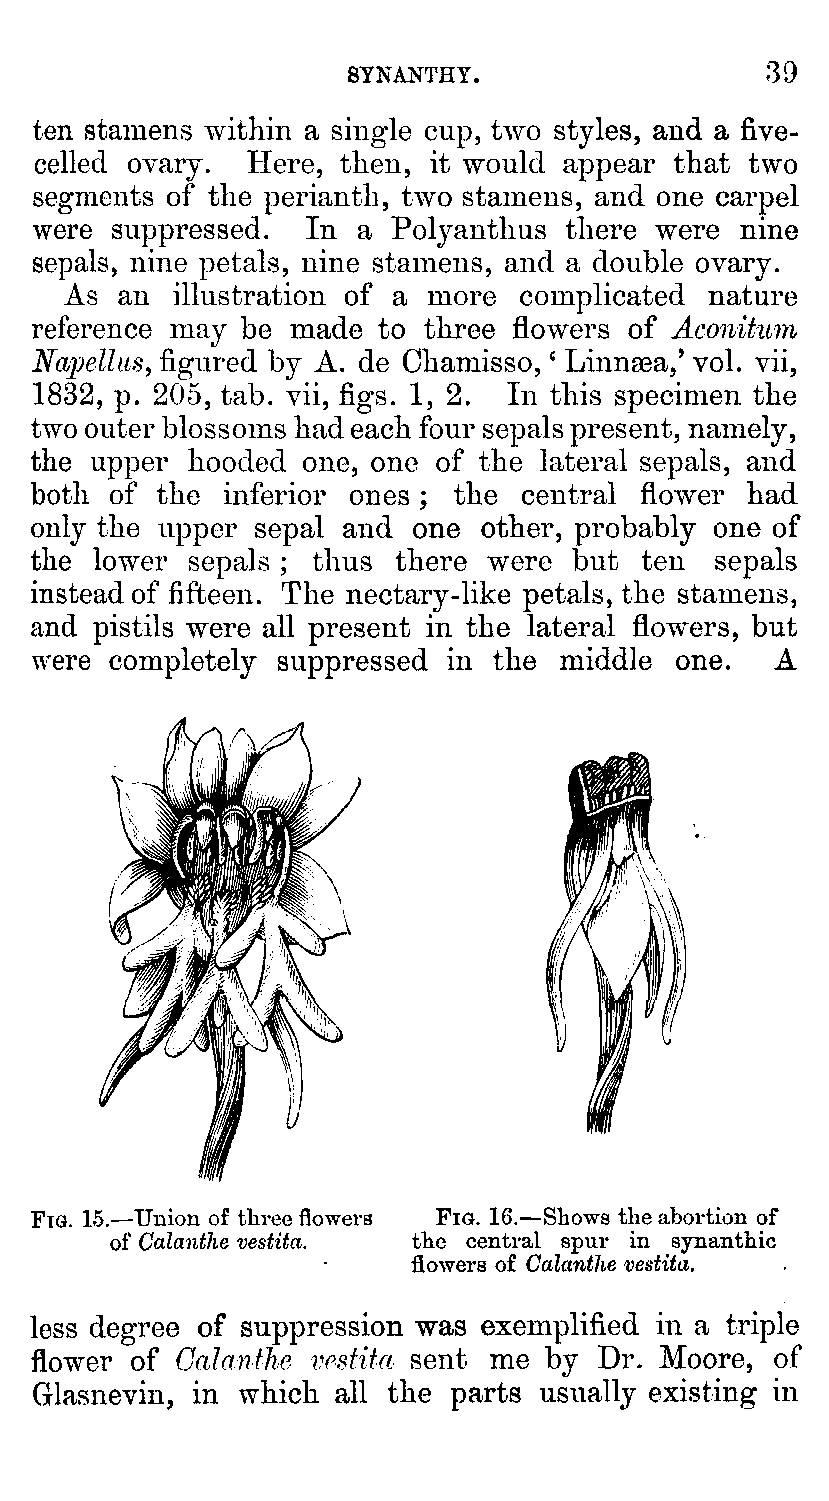 SYNANTHY. 39
ten stamens within a single cup, two styles, and a five-
celled ovary. Here, then, it would appear that two
segments of the perianth, two stamens, and one carpel
were suppressed. In a Polyanthus there were nine
sepals, nine petals, nine stamens, and a double ovary.
As an illustration of a more complicated nature
reference may be made to three flowers of Aconitum
Napellus, figured by A. de Chamisso, ‘ Linnæa,’ vol. vii,
1832, p. 205, tab. vii, figs. 1, 2. In this specimen the
two outer blossoms had each four sepals present, namely,
the upper hooded one, one of the lateral sepals, and
both of the inferior ones ; the central flower had
only the upper sepal and one other, probably one of
the lower sepals ; thus there were but ten sepals
instead of fifteen. The nectary-like petals, the stamens,
and pistils were all present in the lateral flowers, but
were completely suppressed in the middle one. A
FIG. 15.—Union of three flowers
of Calanthe vestita.
FIG. 16.—Shows the abortion of
the central spur in synanthic
flowers of Calanthe vestita.
less degree of suppression was exemplified in a triple
flower of Calanthe vestita sent me by Dr. Moore, of
Glasnevin, in which all the parts usually existing in